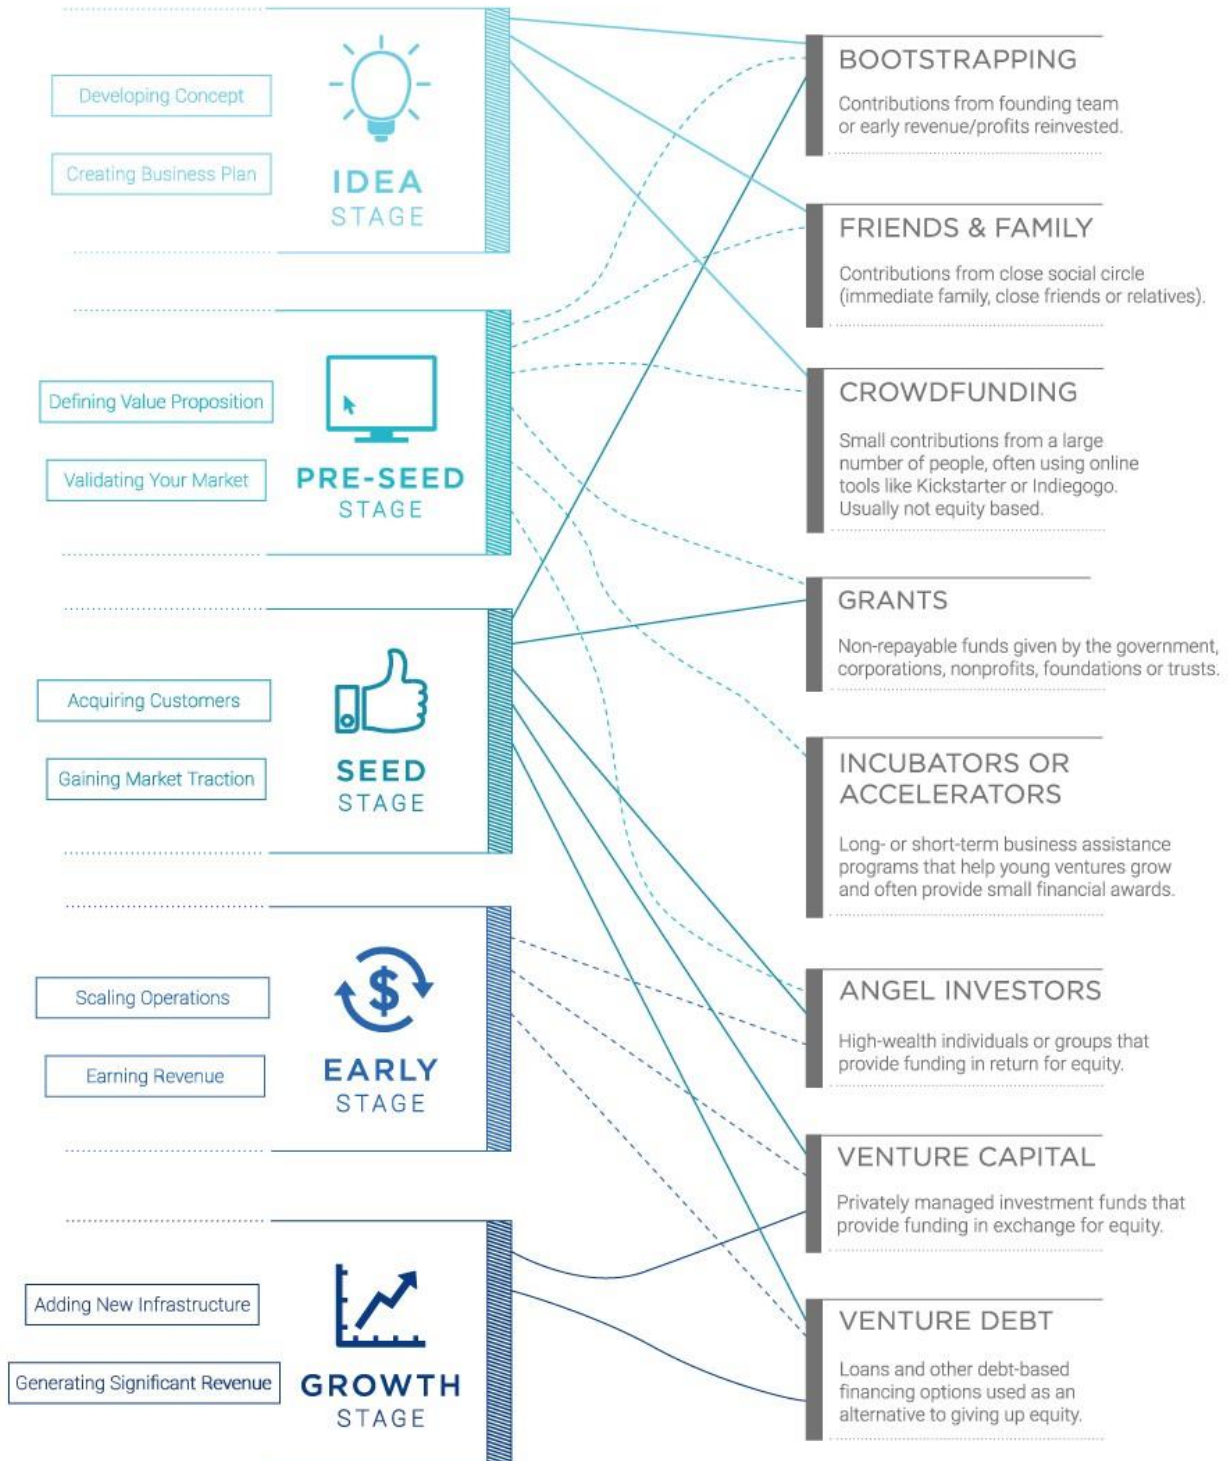 Developing Concept
Creating Business Plan
IDEA
STAGE
Defining Value Proposition
Validating Your Market
PRE-SEED
STAGE
Acquiring Customers
Gaining Market Traction
SEED
STAGE
Scaling Operations
Earning Revenue
$
EARLY
STAGE
Adding New Infrastructure
Generating Significant Revenue
GROWTH
STAGE
BOOTSTRAPPING
Contributions from founding team
or early revenue/profits reinvested.
FRIENDS & FAMILY
Contributions from close social circle
(immediate family, close friends or relatives).
CROWDFUNDING
Small contributions from a large
number of people, often using online
tools like Kickstarter or Indiegogo.
Usually not equity based.
GRANTS
Non-repayable funds given by the government,
corporations, nonprofits, foundations or trusts.
INCUBATORS OR
ACCELERATORS
Long- or short-term business assistance
programs that help young ventures grow
and often provide small financial awards.
ANGEL INVESTORS
High-wealth individuals or groups that
provide funding in return for equity.
VENTURE CAPITAL
Privately managed investment funds that
provide funding in exchange for equity.
VENTURE DEBT
Loans and other debt-based
financing options used as an
alternative to giving up equity.